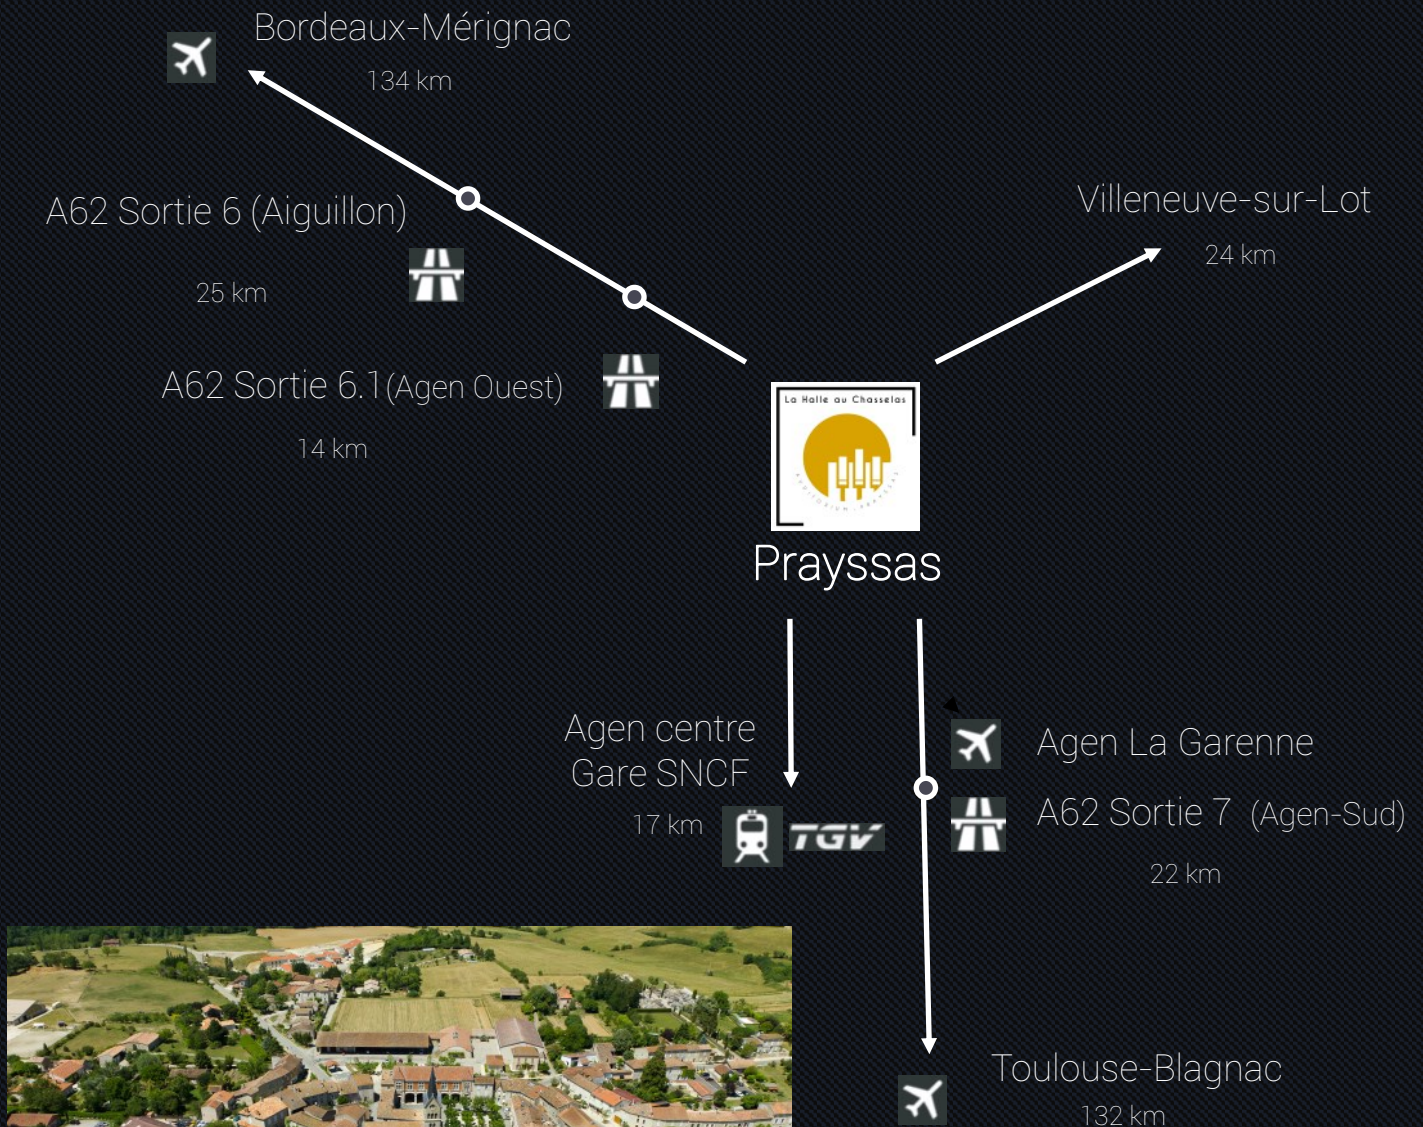 Bordeaux-Mérignac
134 km
A62 Sortie 6 (Aiguillon)
25 km
Villeneuve-sur-Lot
24 km
A62 Sortie 6.1(Agen Ouest)
14 km
La Halle au Chasselas
AUDITORIUM - PRAYSSAS
Prayssas
Agen centre
Gare SNCF
17 km
TGV
Agen La Garenne
A62 Sortie 7 (Agen-Sud)
22 km
Toulouse-Blagnac
132 km